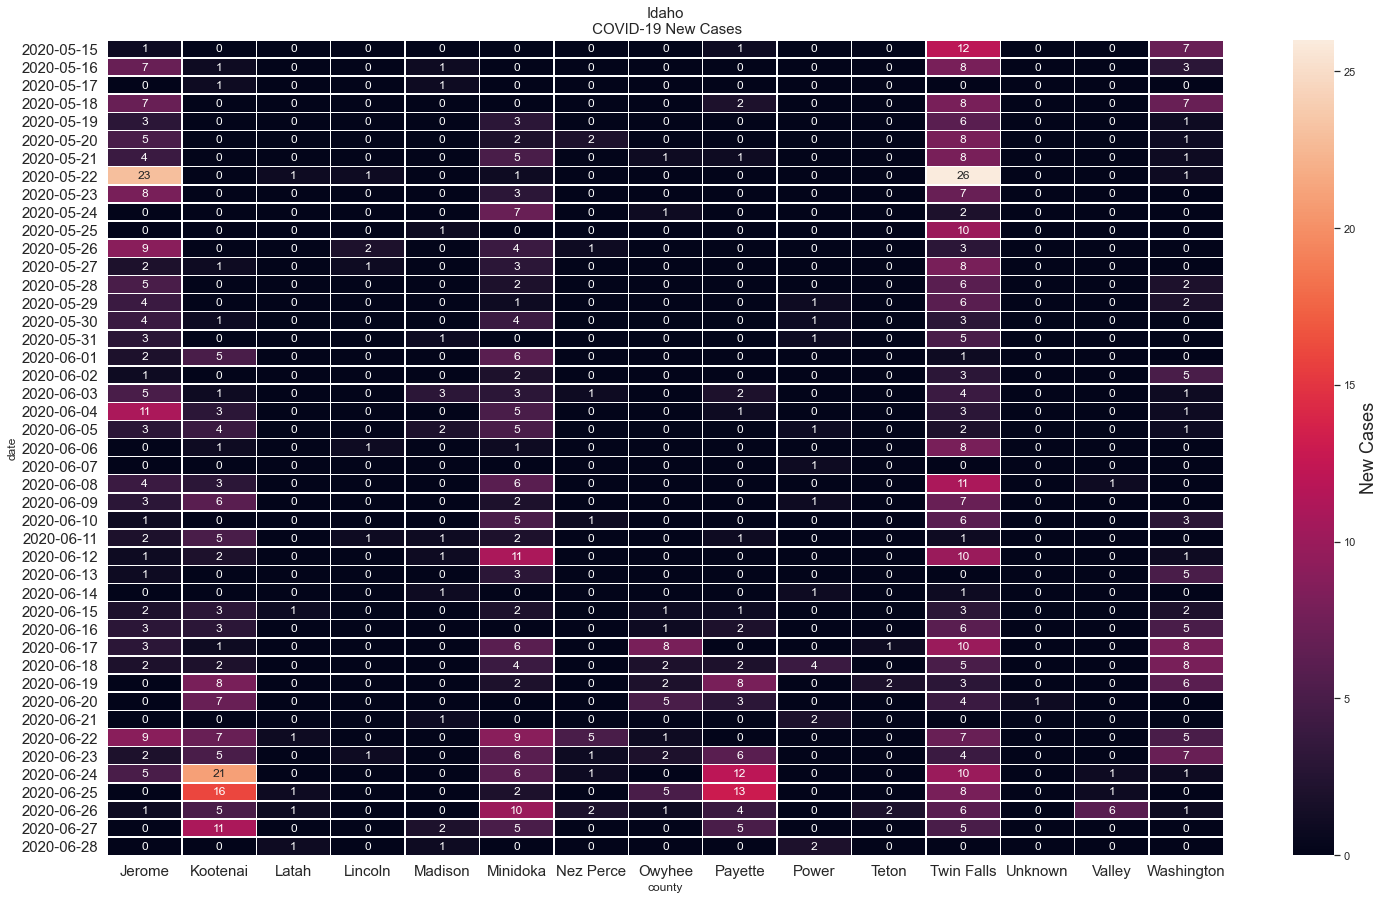 Idaho
COVID-19 New Cases
2020-05-15 1 0 0 0 0 0 0 0 1 0 0 12 0 0 7
2020-05-16 7 1 0 0 1 0 0 0 0 0 0 8 0 0 3
2020-05-17 0 1 0 0 1 0 0 0 0 0 0 0 0 0 0
2020-05-18 7 0 0 0 0 0 0 0 2 0 0 8 0 0 7
2020-05-19 3 0 0 0 0 3 0 0 0 0 0 6 0 0 1
2020-05-20 5 0 0 0 0 2 2 0 0 0 0 8 0 0 1
2020-05-21 4 0 0 0 0 5 0 1 1 0 0 8 0 0 1
2020-05-22 23 0 1 1 0 1 0 0 0 0 0 26 0 0 1
2020-05-23 8 0 0 0 0 3 0 0 0 0 0 7 0 0 0
2020-05-24 0 0 0 0 0 7 0 1 0 0 0 2 0 0 0
2020-05-25 0 0 0 0 1 0 0 0 0 0 0 10 0 0 0
2020-05-26 9 0 0 2 0 4 1 0 0 0 0 3 0 0 0
2020-05-27 2 1 0 1 0 3 0 0 0 0 0 8 0 0 0
2020-05-28 5 0 0 0 0 2 0 0 0 0 0 6 0 0 2
2020-05-29 4 0 0 0 0 1 0 0 0 1 0 6 0 0 2
2020-05-30 4 1 0 0 0 4 0 0 0 1 0 3 0 0 0
2020-05-31 3 0 0 0 1 0 0 0 0 1 0 5 0 0 0
2020-06-01 2 5 0 0 0 6 0 0 0 0 0 1 0 0 0
2020-06-02 1 0 0 0 0 2 0 0 0 0 0 3 0 0 5
2020-06-03 5 1 0 0 3 3 1 0 2 0 0 4 0 0 1
2020-06-04 11 3 0 0 0 5 0 0 1 0 0 3 0 0 1
2020-06-05 3 4 0 0 2 5 0 0 0 1 0 2 0 0 1
2020-06-06 0 1 0 1 0 1 0 0 0 0 0 8 0 0 0
2020-06-07 0 0 0 0 0 0 0 0 0 1 0 0 0 0 0
2020-06-08 4 3 0 0 0 6 0 0 0 0 0 11 0 1 0
2020-06-09 3 6 0 0 0 2 0 0 0 1 0 7 0 0 0
2020-06-10 1 0 0 0 0 5 1 0 0 0 0 6 0 0 3
2020-06-11 2 5 0 1 1 2 0 0 1 0 0 1 0 0 0
2020-06-12 1 2 0 0 1 11 0 0 0 0 0 10 0 0 1
2020-06-13 1 0 0 0 0 3 0 0 0 0 0 0 0 0 5
2020-06-14 0 0 0 0 1 0 0 0 0 1 0 1 0 0 0
2020-06-15 2 3 1 0 0 2 0 1 1 0 0 3 0 0 2
2020-06-16 3 3 0 0 0 0 0 1 2 0 0 6 0 0 5
2020-06-17 3 1 0 0 0 6 0 8 0 0 1 10 0 0 8
2020-06-18 2 2 0 0 0 4 0 2 2 4 0 5 0 0 8
2020-06-19 0 8 0 0 0 2 0 2 8 0 2 3 0 0 6
2020-06-20 0 7 0 0 0 0 0 5 3 0 0 4 1 0 0
2020-06-21 0 0 0 0 1 0 0 0 0 2 0 0 0 0 0
2020-06-22 9 7 1 0 0 9 5 1 0 0 0 7 0 0 5
2020-06-23 2 5 0 1 0 6 1 2 6 0 0 4 0 0 7
2020-06-24 5 21 0 0 0 6 1 0 12 0 0 10 0 1 1
2020-06-25 0 16 1 0 0 2 0 5 13 0 0 8 0 1 0
2020-06-26 1 5 1 0 0 10 2 1 4 0 2 6 0 6 1
2020-06-27 0 11 0 0 2 5 0 0 5 0 0 5 0 0 0
2020-06-28 0 0 1 0 1 0 0 0 0 2 0 0 0 0 0
Jerome Kootenai Latah Lincoln Madison Minidoka Nez Perce Owyhee Payette Power Teton Twin Falls Unknown Valley Washington
county
date
25
20
15
10
5
0
New Cases